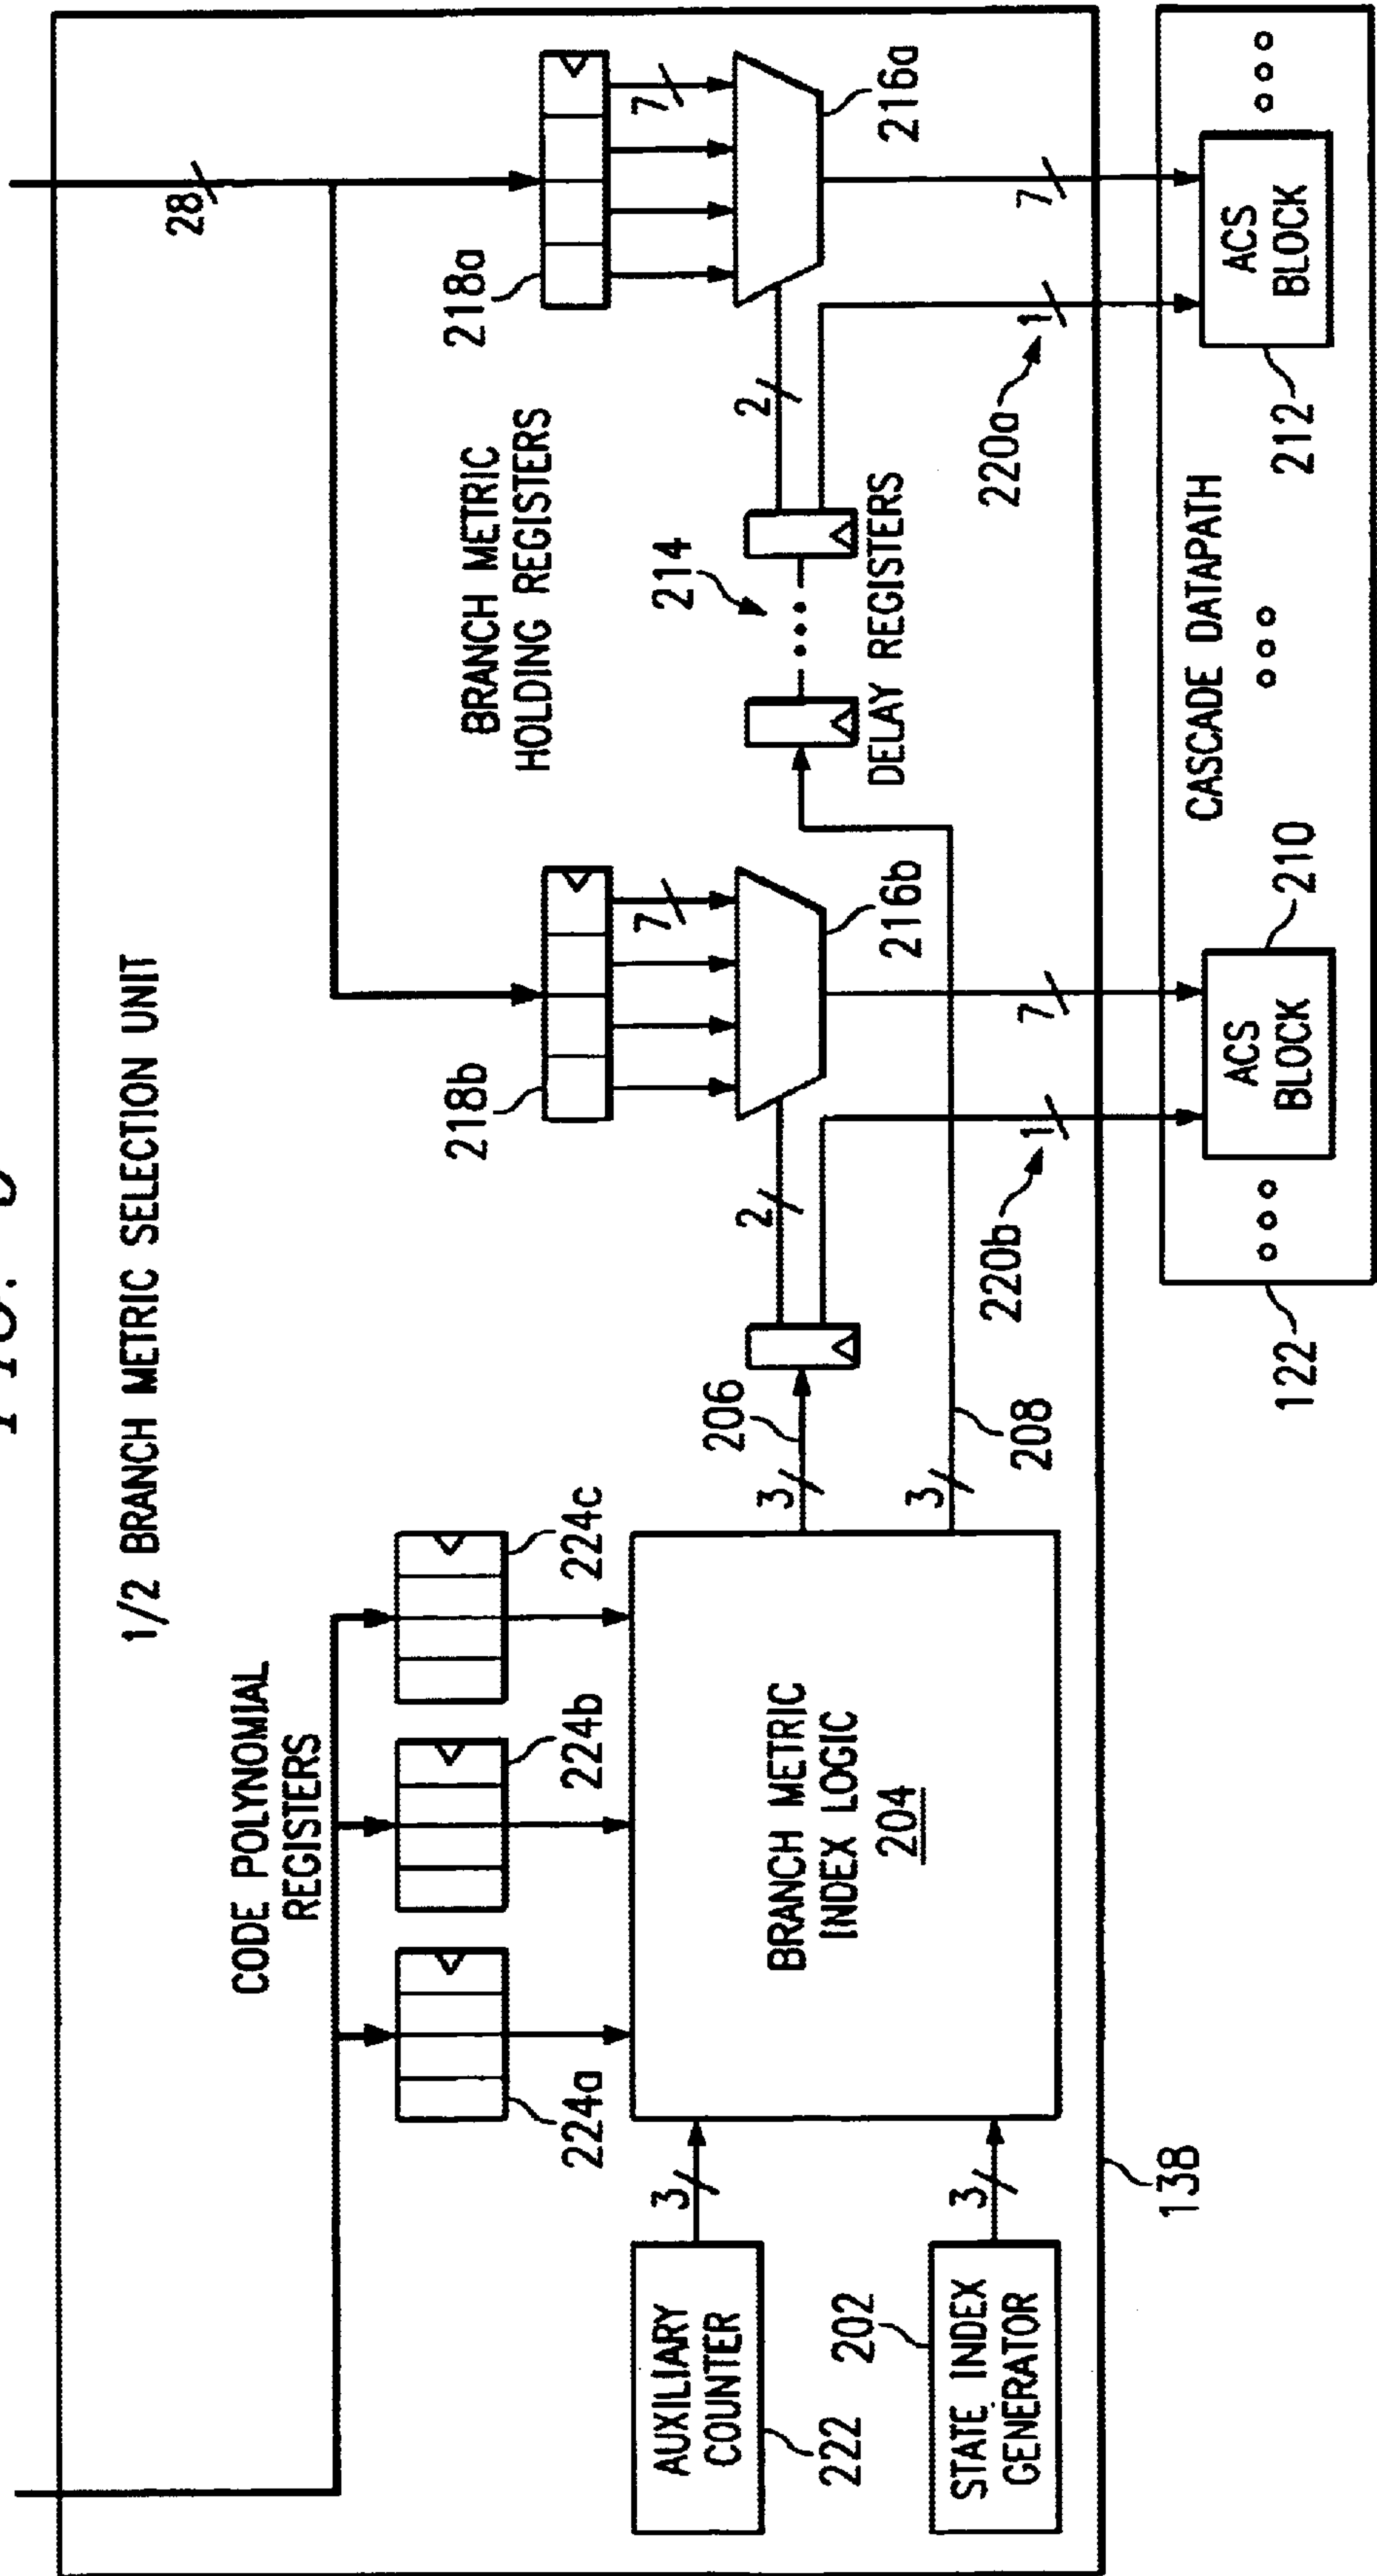 FIG.
1/2 BRANCH METRIC SELECTION UNIT
28
CODE POLYNOMIAL
REGISTERS
BRANCH METRIC
HOLDING REGISTERS
224a
224b
224c
218b
218a
7
7
AUXILIARY
COUNTER
222
3
STATE INDEX
GENERATOR
202
3
BRANCH METRIC
INDEX LOGIC
204
3
206
3
208
2
216b
214
DELAY REGISTERS
2
216a
220b
1
7
220a
1
7
138
CASCADE DATAPATH
ACS
BLOCK
210
ACS
BLOCK
212
122